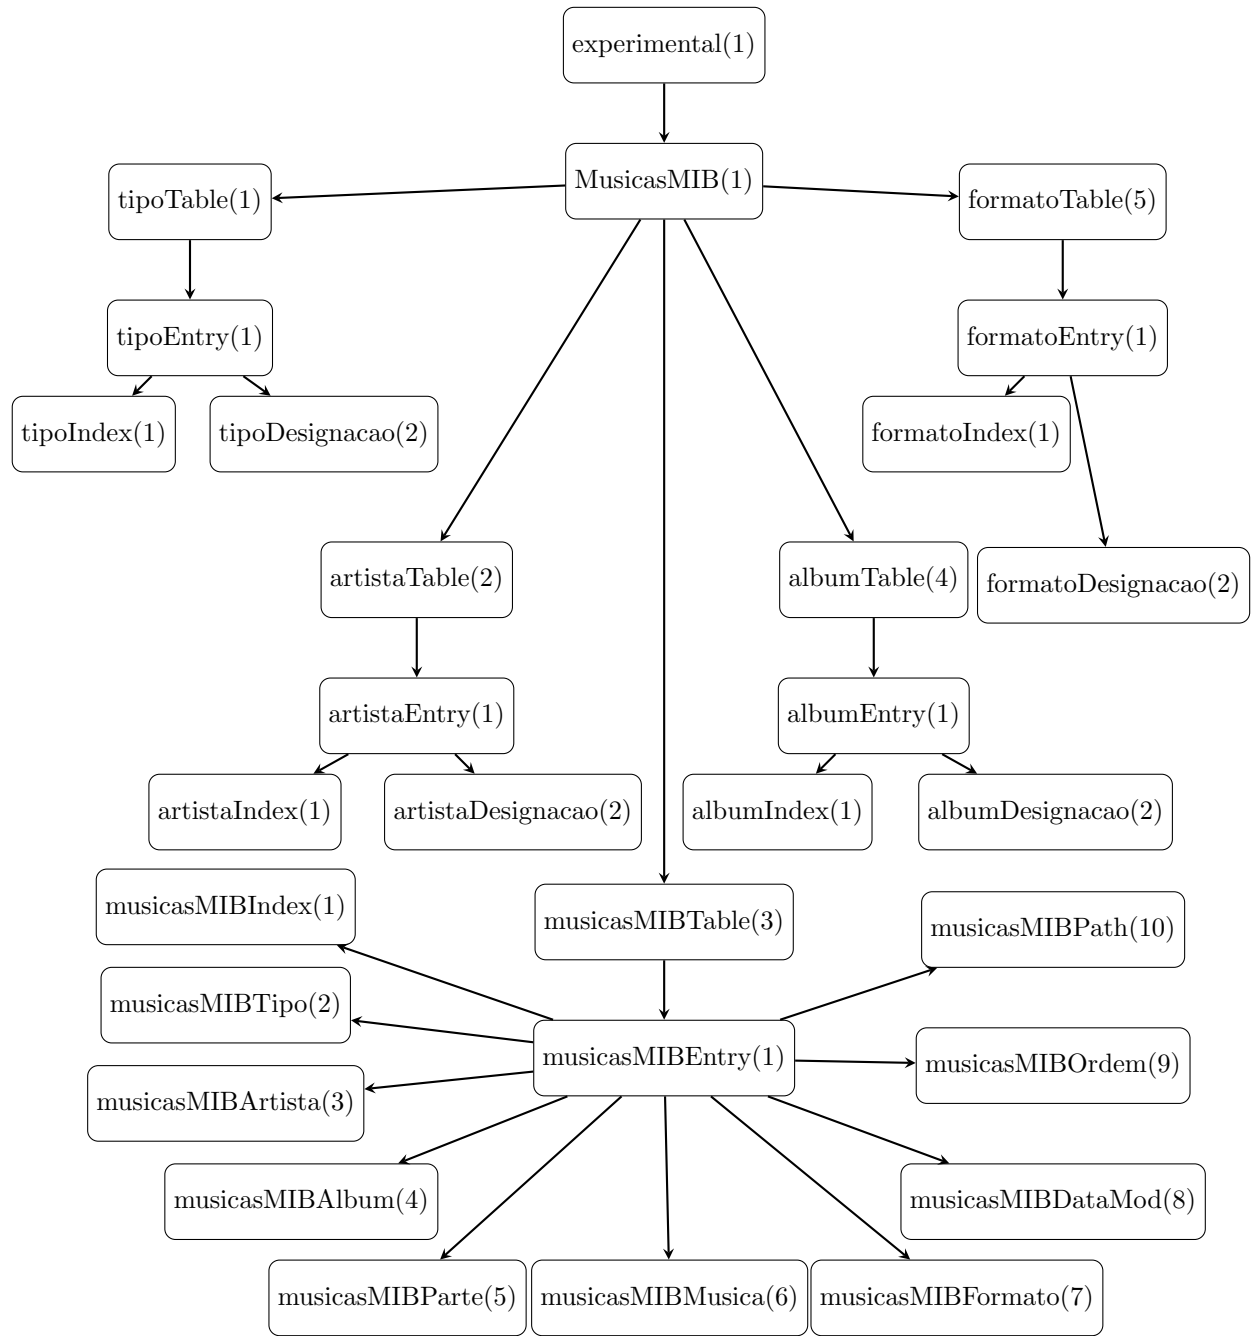 experimental(1)
MusicasMIB(1)
tipoTable(1)
formatoTable(5)
tipoEntry(1)
formatoEntry(1)
tipoIndex(1)
tipoDesignacao(2)
formatoIndex(1)
artistaTable(2)
albumTable(4)
formatoDesignacao(2)
artistaEntry(1)
albumEntry(1)
artistaIndex(1)
artistaDesignacao(2)
albumIndex(1)
albumDesignacao(2)
musicasMIBIndex(1)
musicasMIBTable(3)
musicasMIBPath(10)
musicasMIBTipo(2)
musicasMIBEntry(1)
musicasMIBOrdem(9)
musicasMIBArtista(3)
musicasMIBAlbum(4)
musicasMIBDataMod(8)
musicasMIBParte(5)
musicasMIBMusica(6)
musicasMIBFormato(7)